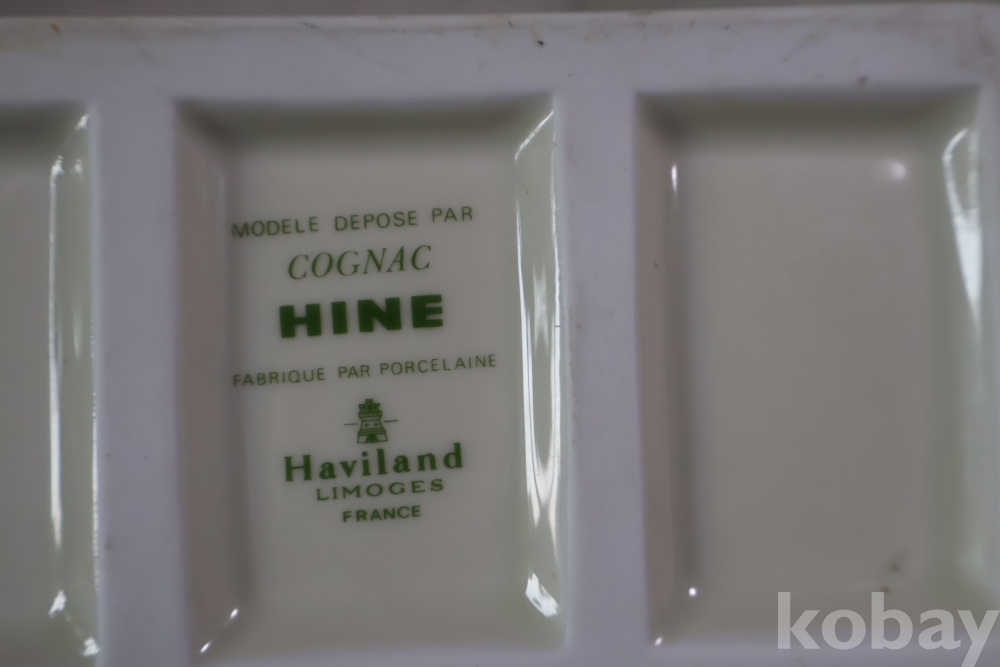 MODELE DEPOSE PAR
COGNAC
HINE
FABRIQUE PAR PORCELAINE
Haviland
LIMOGES
FRANCE
kobay